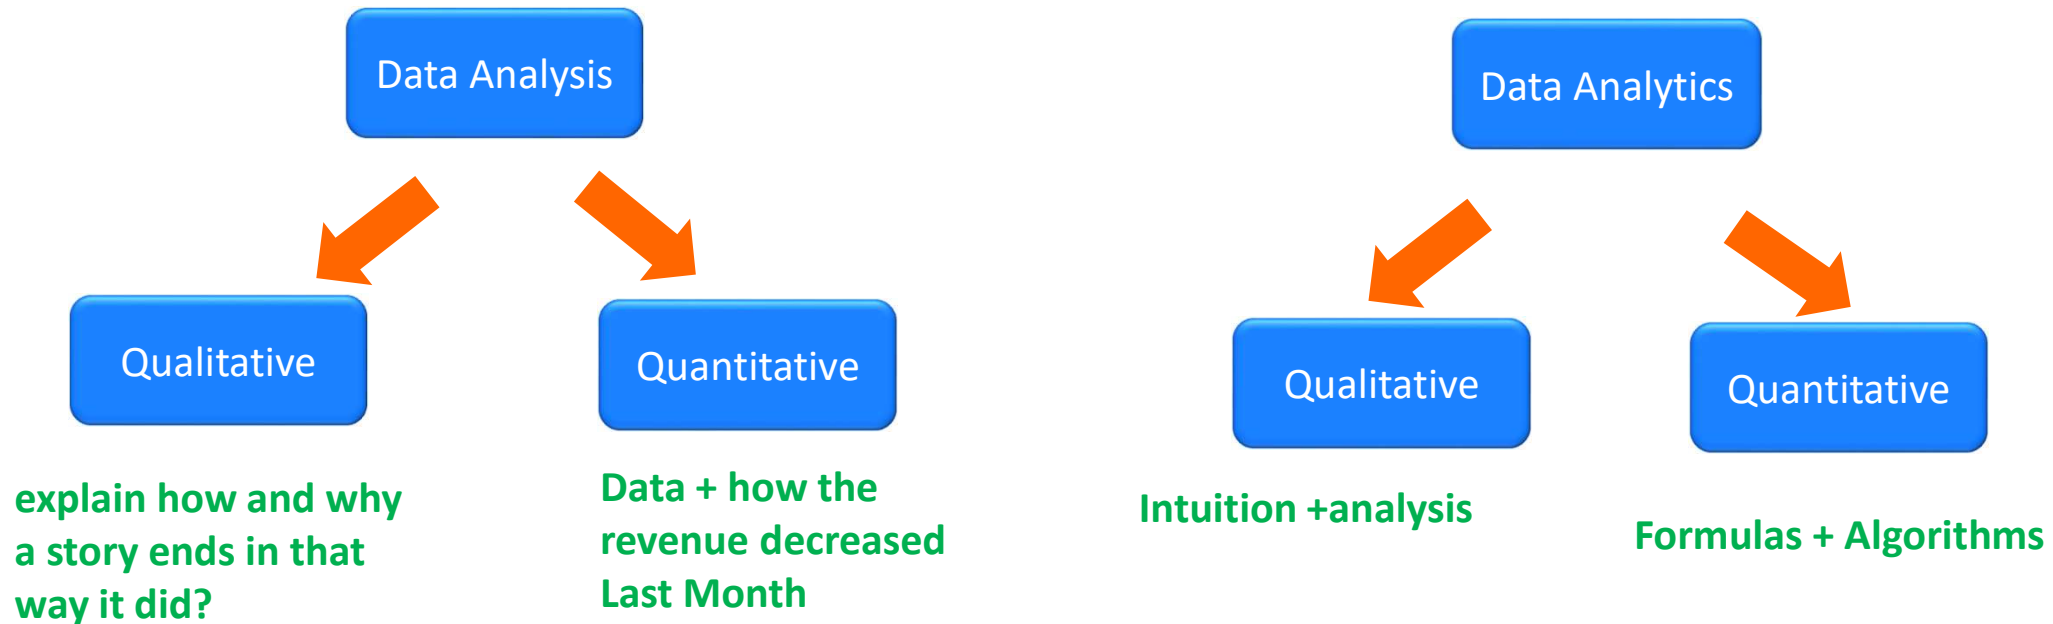 Data Analysis
Qualitative
Quantitative
explain how and why
a story ends in that
way it did?
Data + how the
revenue decreased
Last Month
Data Analytics
Qualitative
Quantitative
Intuition +analysis
Formulas + Algorithms